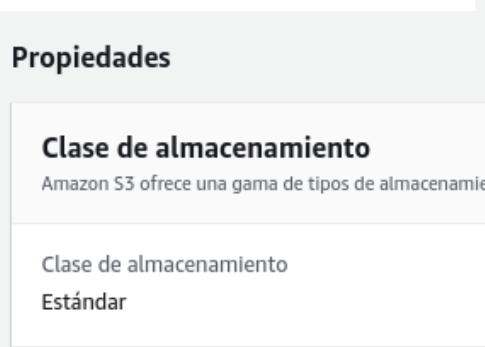 Propiedades
Clase de almacenamiento
Amazon S3 ofrece una gama de tipos de almacenamie
Clase de almacenamiento
Estándar